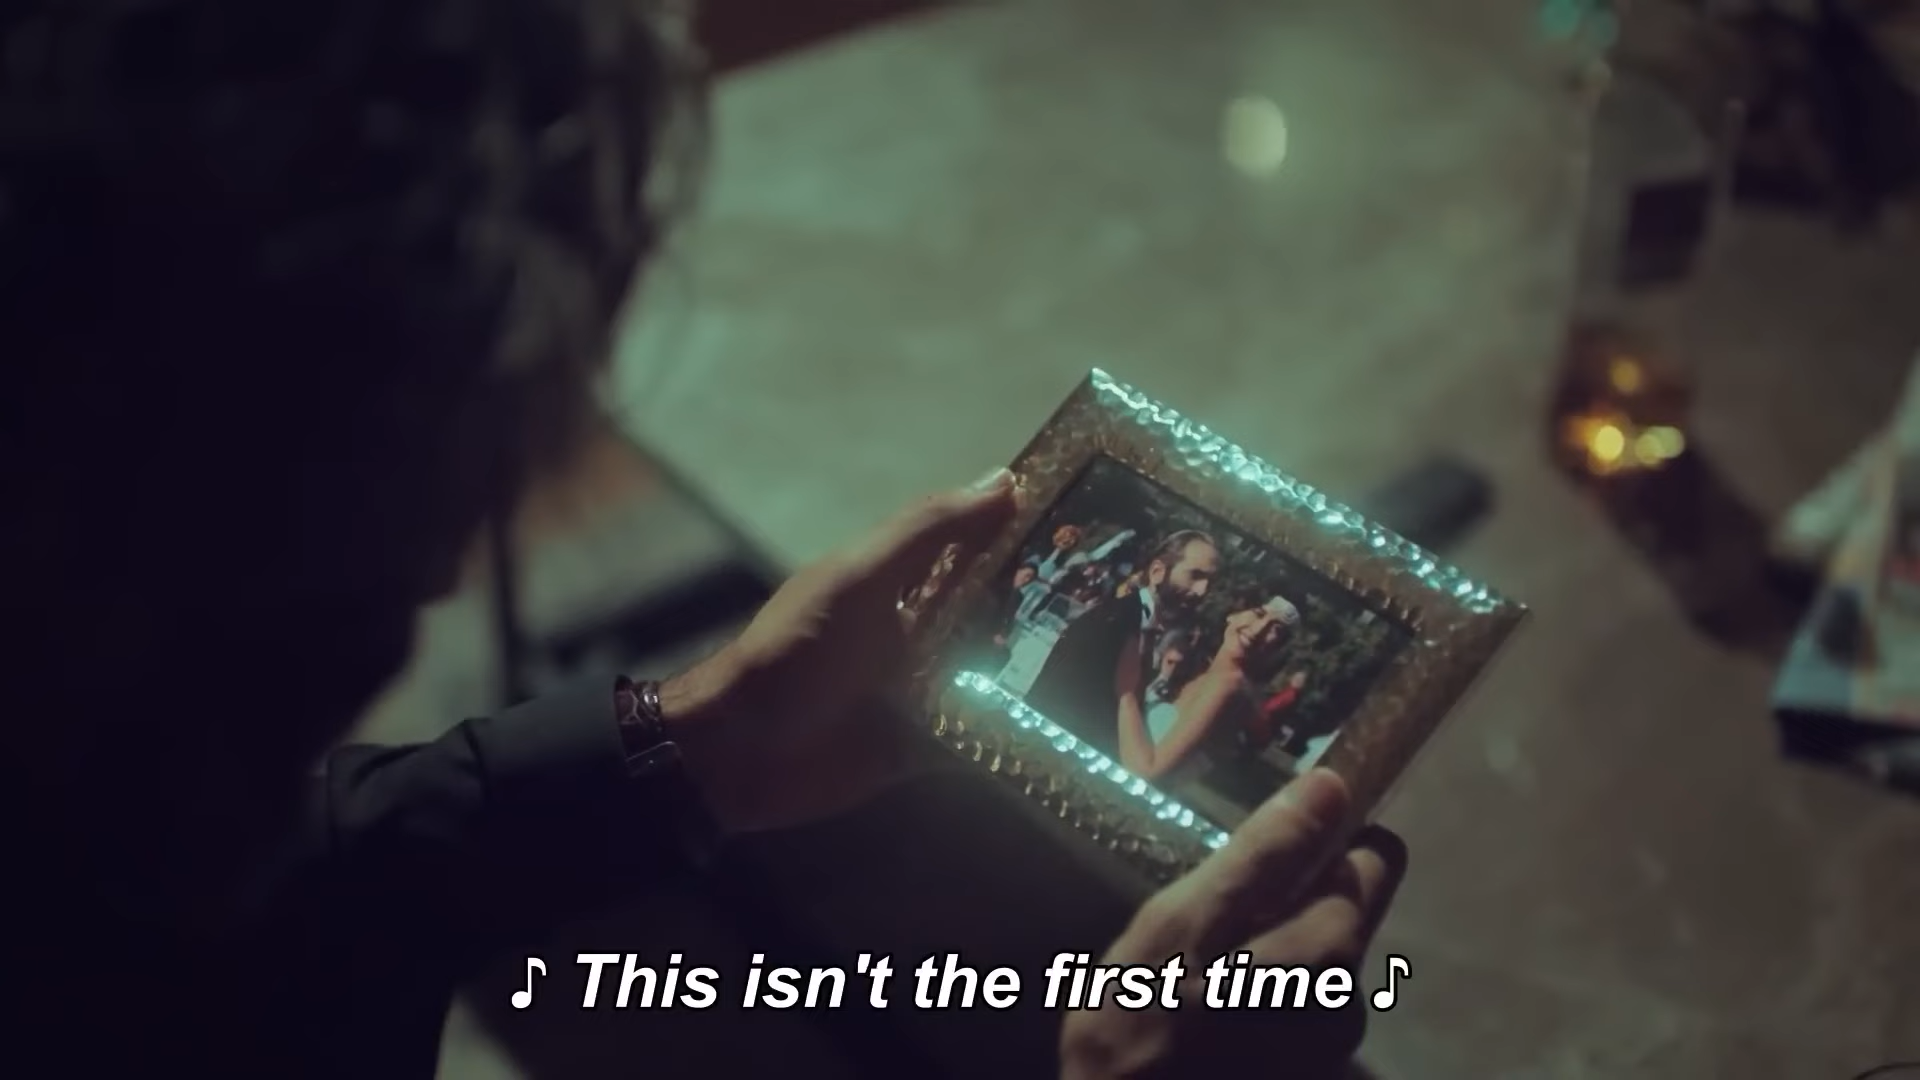 ♪ This isn't the first time ♪